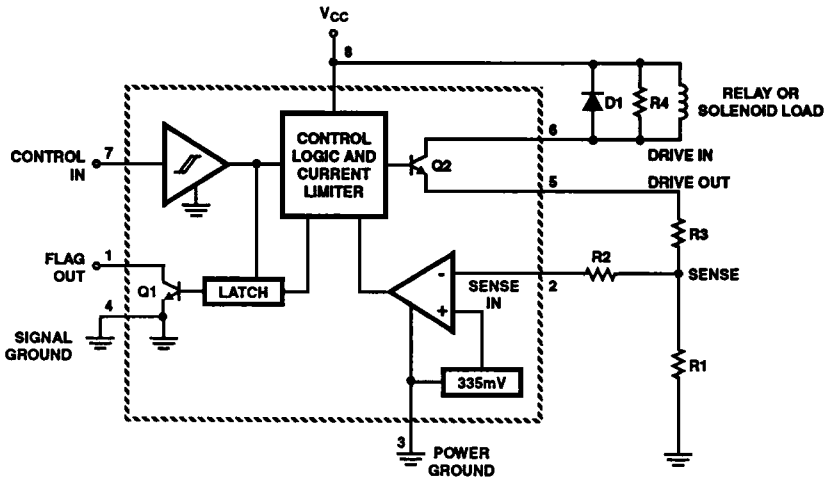 VCC
8
D1
R4
RELAY OR
SOLENOID LOAD
6
DRIVE IN
CONTROL
IN
7
CONTROL
LOGIC AND
CURRENT
LIMITER
Q2
5
DRIVE OUT
R3
FLAG
OUT
1
Q1
LATCH
-
+
SENSE
IN
2
R2
SENSE
4
SIGNAL
GROUND
335mV
R1
3
POWER
GROUND